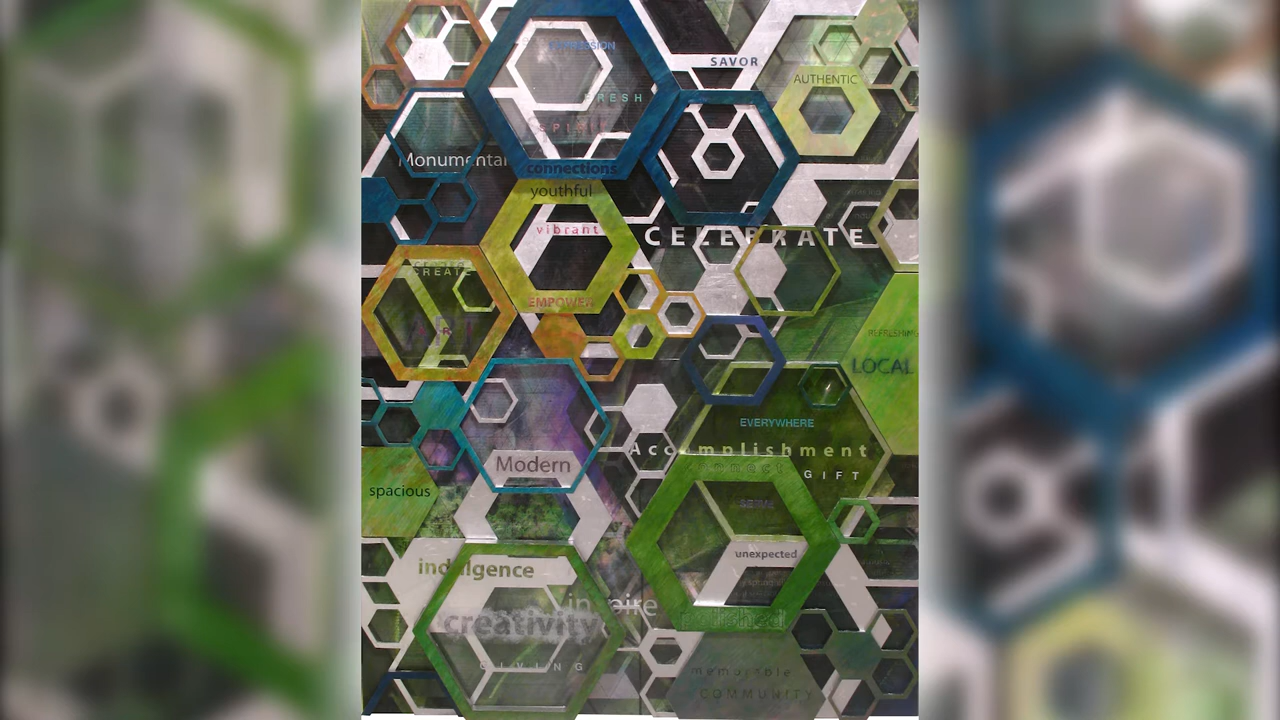 SAVOR
AUTHENTIC
FRESH
Monumental
connections
youthful
vibrant
CELEBRATE
CREATE
EMPOWER
REFRESHING
LOCAL
EVERYWHERE
Accomplishment
connect
GIFT
Modern
spacious
unexpected
indulgence
creativity
GIVING
memorable
COMMUNITY